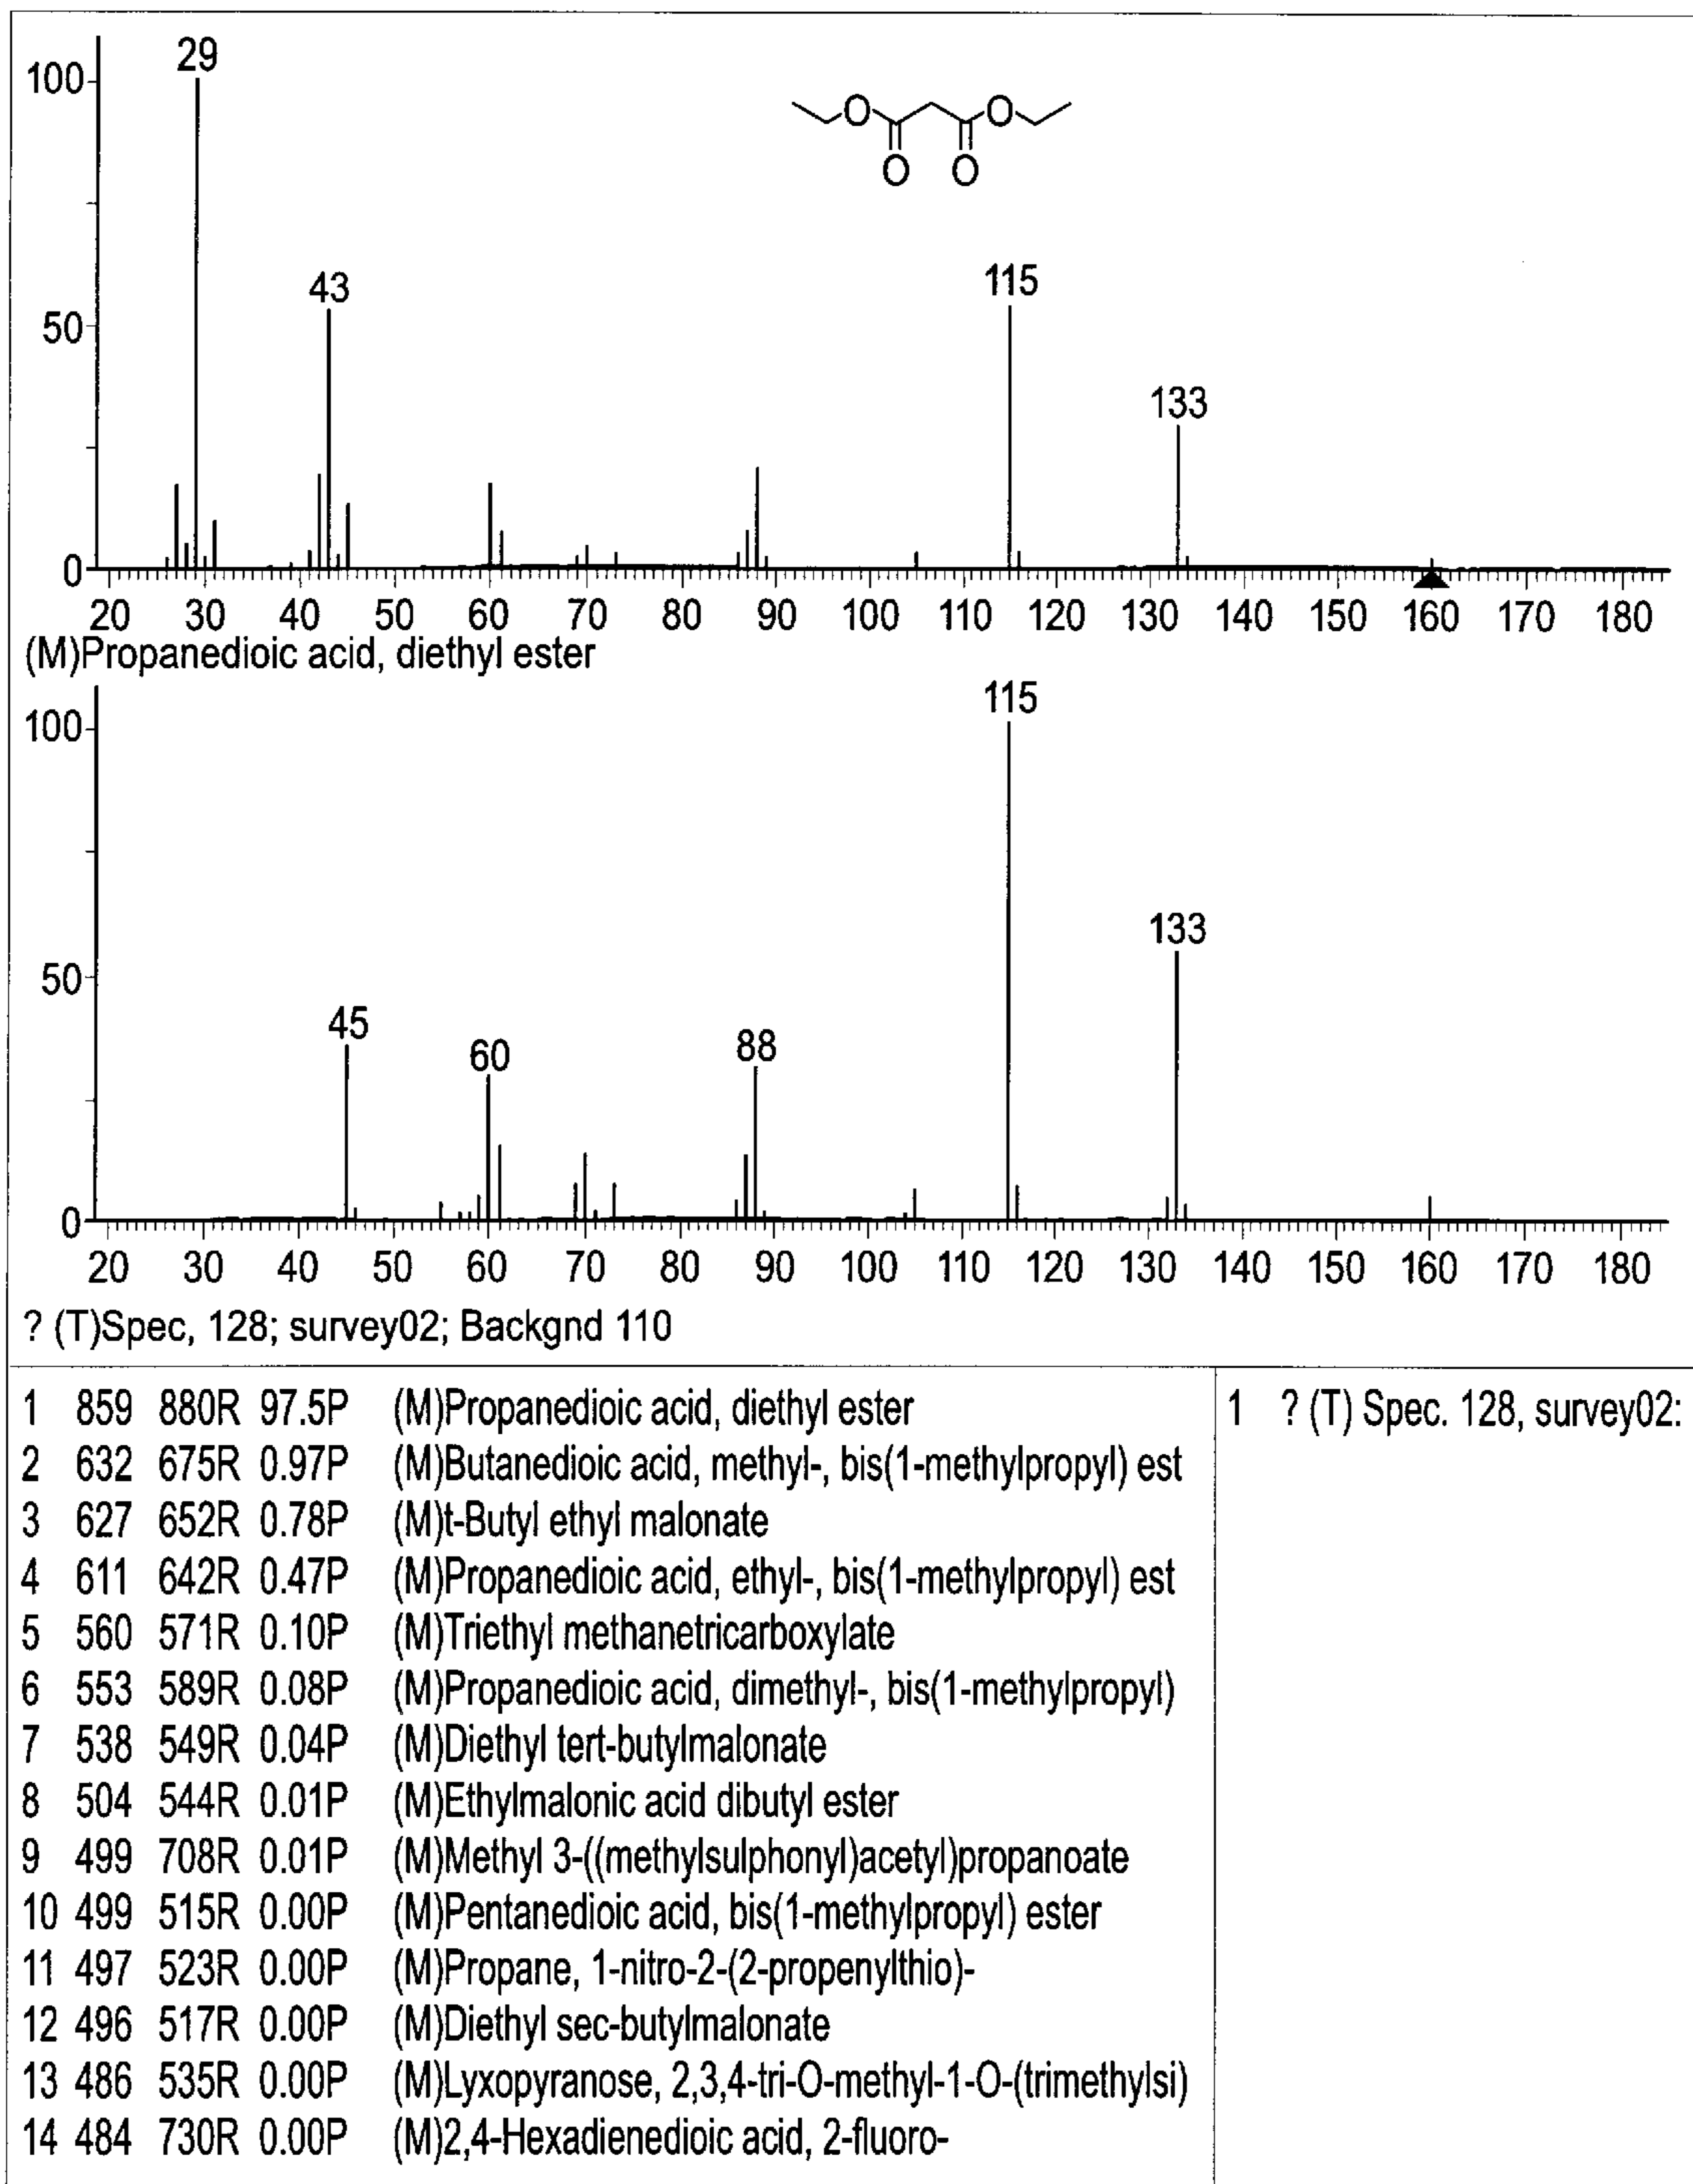 29
100
43
115
50
133
0
20 30 40 50 60 70 80 90 100 110 120 130 140 150 160 170 180
(M)Propanedioic acid, diethyl ester
O O
O O
115
100
133
50
45
60
88
0
20 30 40 50 60 70 80 90 100 110 120 130 140 150 160 170 180
? (T)Spec, 128; survey02; Backgnd 110
1 859 880R 97.5P (M)Propanedioic acid, diethyl ester
2 632 675R 0.97P (M)Butanedioic acid, methyl-, bis(1-methylpropyl) est
3 627 652R 0.78P (M)t-Butyl ethyl malonate
4 611 642R 0.47P (M)Propanedioic acid, ethyl-, bis(1-methylpropyl) est
5 560 571R 0.10P (M)Triethyl methanetricarboxylate
6 553 589R 0.08P (M)Propanedioic acid, dimethyl-, bis(1-methylpropyl)
7 538 549R 0.04P (M)Diethyl tert-butylmalonate
8 504 544R 0.01P (M)Ethylmalonic acid dibutyl ester
9 499 708R 0.01P (M)Methyl 3-((methylsulphonyl)acetyl)propanoate
10 499 515R 0.00P (M)Pentanedioic acid, bis(1-methylpropyl) ester
11 497 523R 0.00P (M)Propane, 1-nitro-2-(2-propenylthio)-
12 496 517R 0.00P (M)Diethyl sec-butylmalonate
13 486 535R 0.00P (M)Lyxopyranose, 2,3,4-tri-O-methyl-1-O-(trimethylsi)
14 484 730R 0.00P (M)2,4-Hexadienedioic acid, 2-fluoro-
1 ? (T) Spec. 128, survey02: